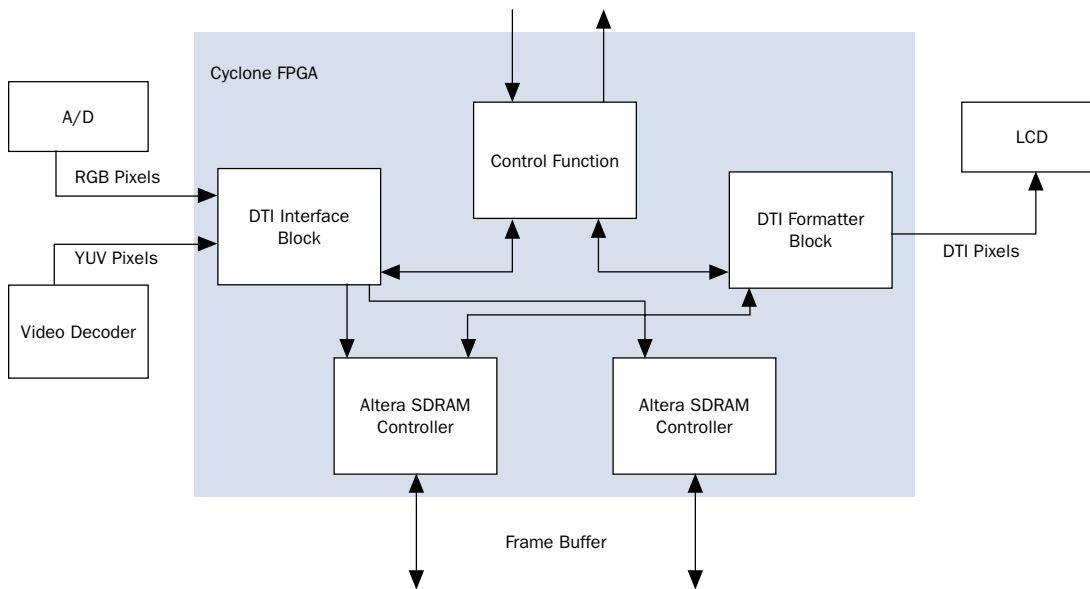 Cyclone FPGA
A/D
RGB Pixels
YUV Pixels
Video Decoder
DTI Interface
Block
Control Function
DTI Formatter
Block
LCD
DTI Pixels
Altera SDRAM
Controller
Altera SDRAM
Controller
Frame Buffer